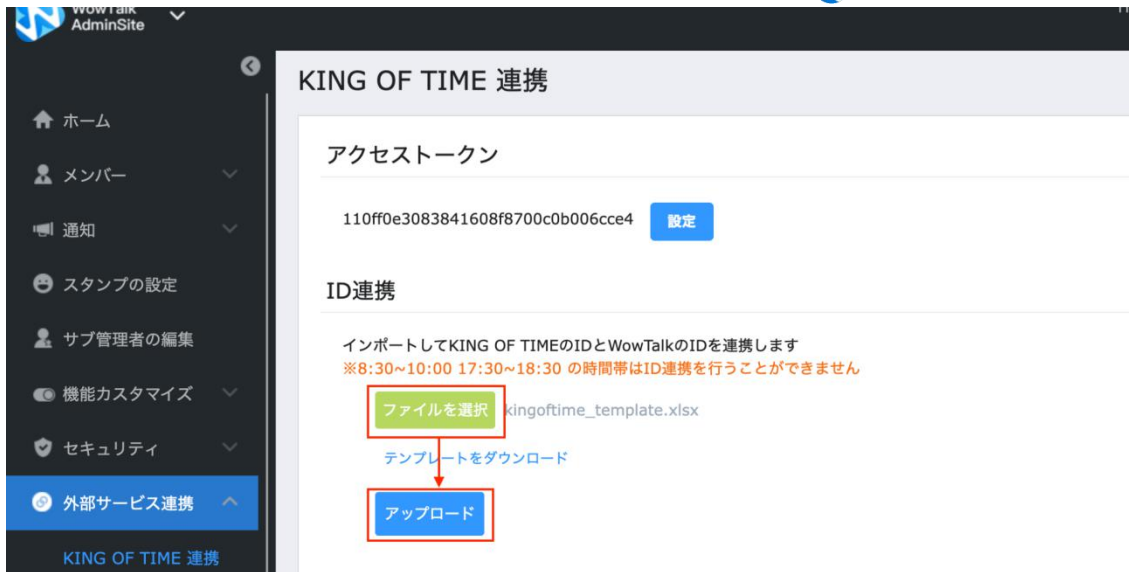 WowTalk
AdminSite
ホーム
メンバー
通知
スタンプの設定
サブ管理者の編集
機能カスタマイズ
セキュリティ
外部サービス連携
KING OF TIME 連携
KING OF TIME 連携
アクセストークン
110ff0e3083841608f8700c0b006cce4 設定
ID連携
インポートしてKING OF TIMEのIDとWowTalkのIDを連携します
※8:30~10:00 17:30~18:30 の時間帯はID連携を行うことができません
ファイルを選択 kingoftime_template.xlsx
テンプレートをダウンロード
アップロード